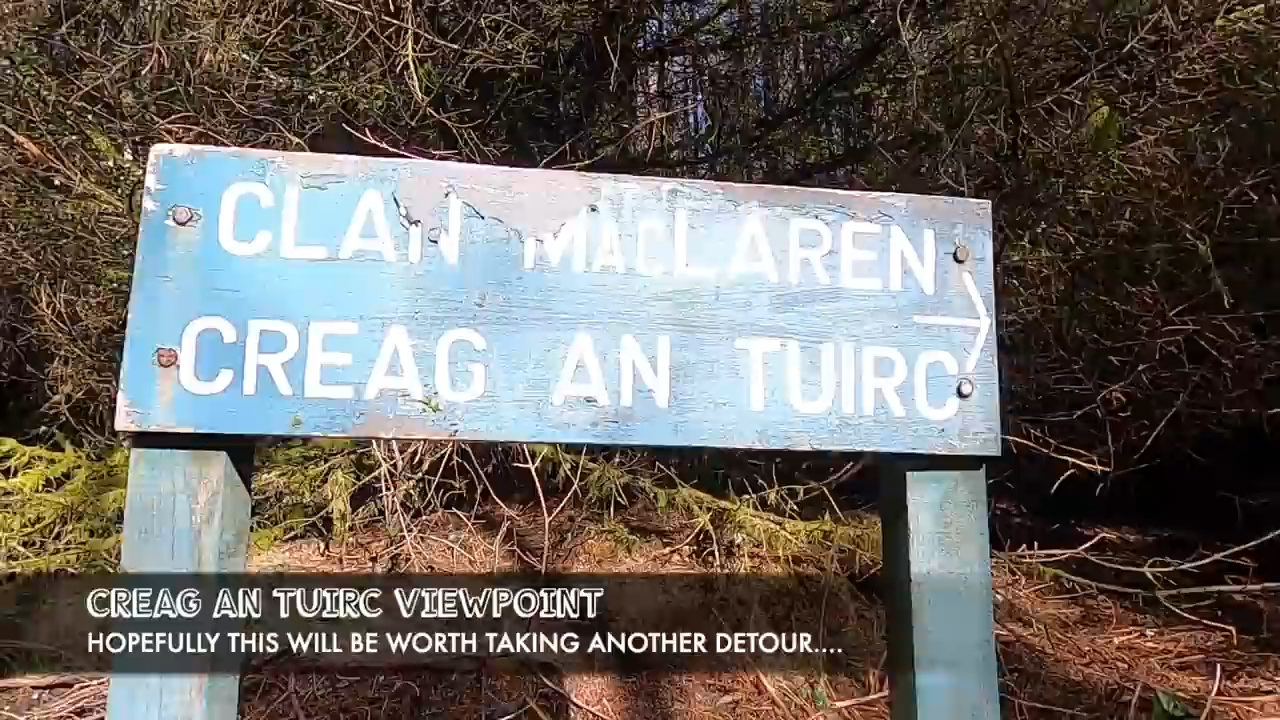 CLAN MACLAREN
CREAG AN TUIRC
CREAG AN TUIRC VIEWPOINT
HOPEFULLY THIS WILL BE WORTH TAKING ANOTHER DETOUR....